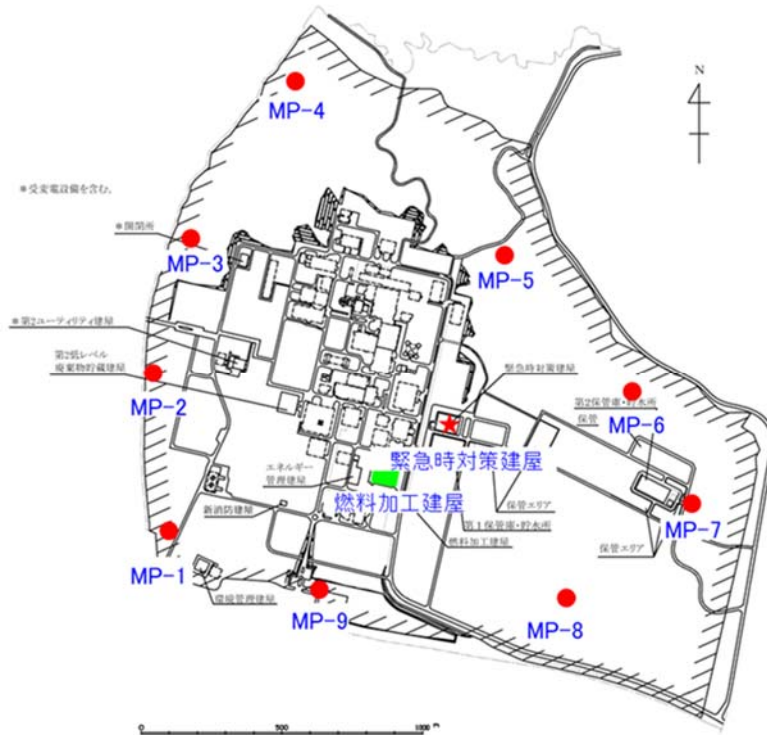 N
MP-4
*受変電設備を含む。
*開閉所
MP-3
MP-5
*第2ユーティリティ建屋
第2低レベル
廃棄物貯蔵建屋
MP-2
緊急時対策建屋
第2保管庫・貯水所
MP-6
保管
緊急時対策建屋
エネルギー
管理建屋
燃料加工建屋
保管エリア
MP-7
新消防建屋
第1保管庫・貯水所
燃料加工建屋
保管エリア
MP-1
環境管理建屋
MP-9
MP-8
0
500
1000
m